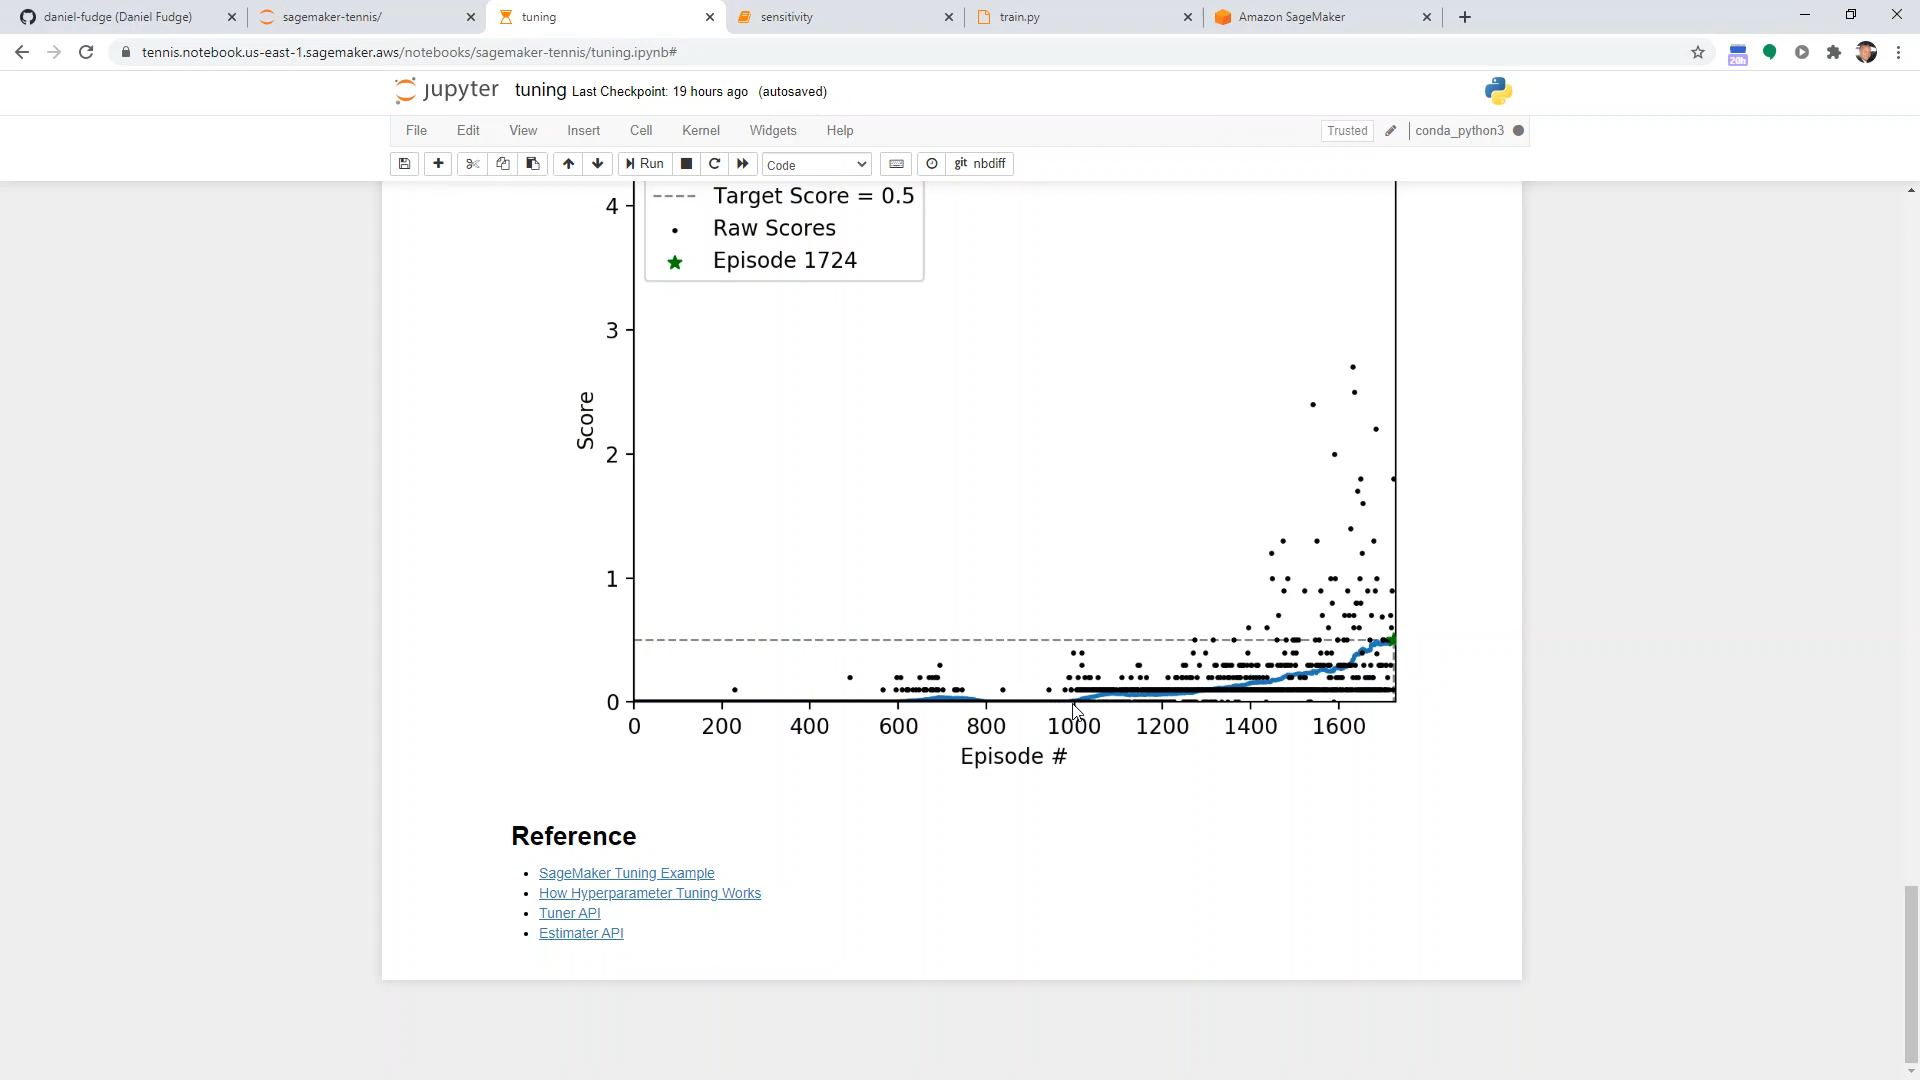 daniel-fudge (Daniel Fudge)
sagemaker-tennis/
tuning
sensitivity
train.py
Amazon SageMaker
tennis.notebook.us-east-1.sagemaker.aws/notebooks/sagemaker-tennis/tuning.ipynb#
20h
jupyter tuning Last Checkpoint: 19 hours ago (autosaved)
File Edit View Insert Cell Kernel Widgets Help Trusted conda_python3
Run Code git nbdiff
Target Score = 0.5
Raw Scores
Episode 1724
4
3
2
1
0
Score
0 200 400 600 800 1000 1200 1400 1600
Episode #
Reference
SageMaker Tuning Example
How Hyperparameter Tuning Works
Tuner API
Estimater API